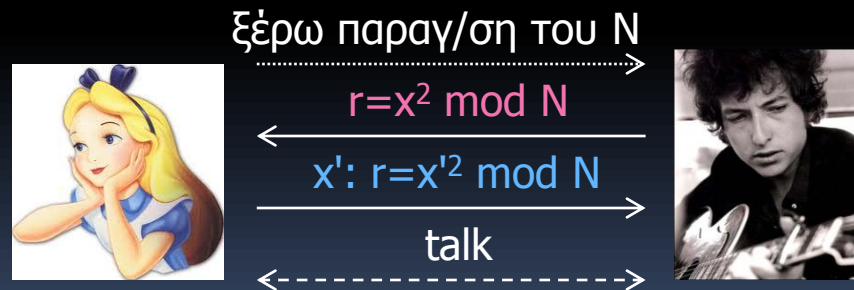 ξέρω παραγ/ση του Ν
r=x² mod N
x': r=x'² mod N
talk